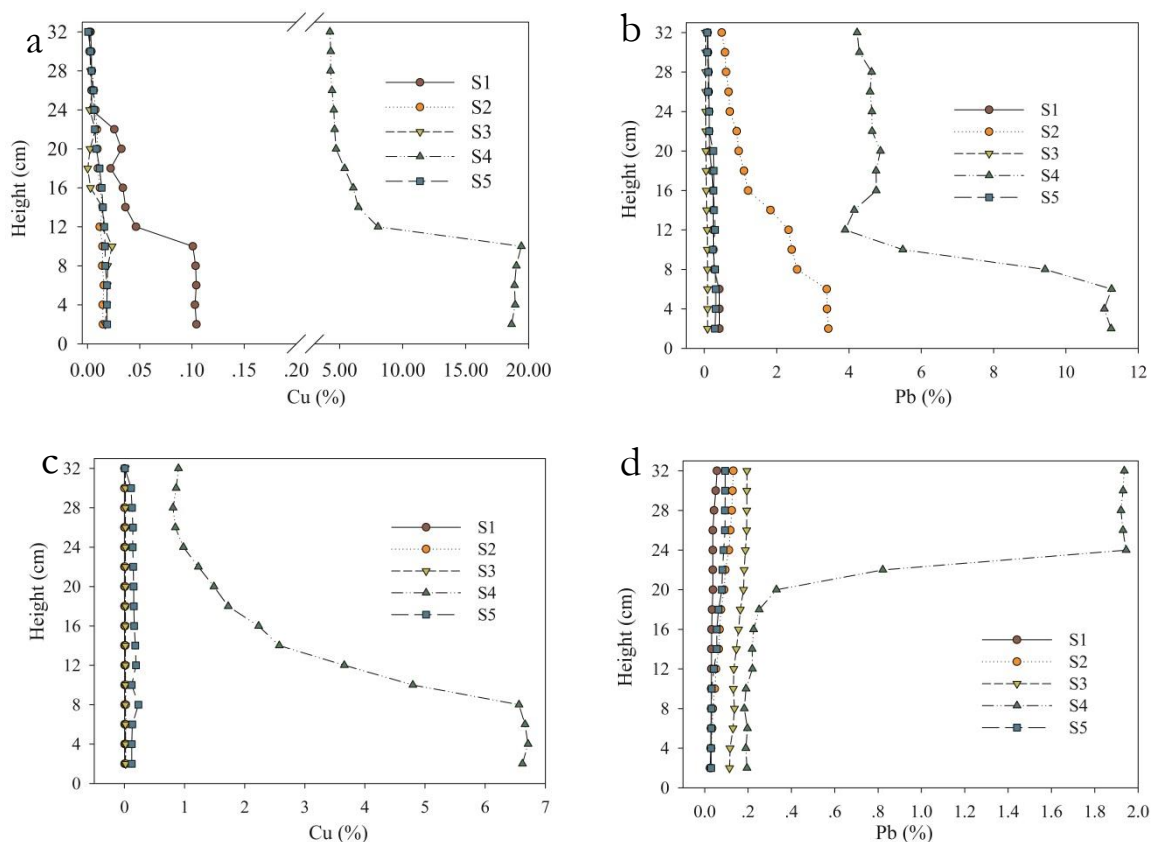 a
Height (cm)
32
28
24
20
16
12
8
4
0
0.00 .05 .10 .15 .20 5.00 10.00 15.00 20.00
Cu (%)
S1
S2
S3
S4
S5
b
Height (cm)
32
28
24
20
16
12
8
4
0
0 2 4 6 8 10 12
Pb (%)
S1
S2
S3
S4
S5
c
Height (cm)
32
28
24
20
16
12
8
4
0
0 1 2 3 4 5 6 7
Cu (%)
S1
S2
S3
S4
S5
d
Height (cm)
32
28
24
20
16
12
8
4
0
0.0 .2 .4 .6 .8 1.0 1.2 1.4 1.6 1.8 2.0
Pb (%)
S1
S2
S3
S4
S5